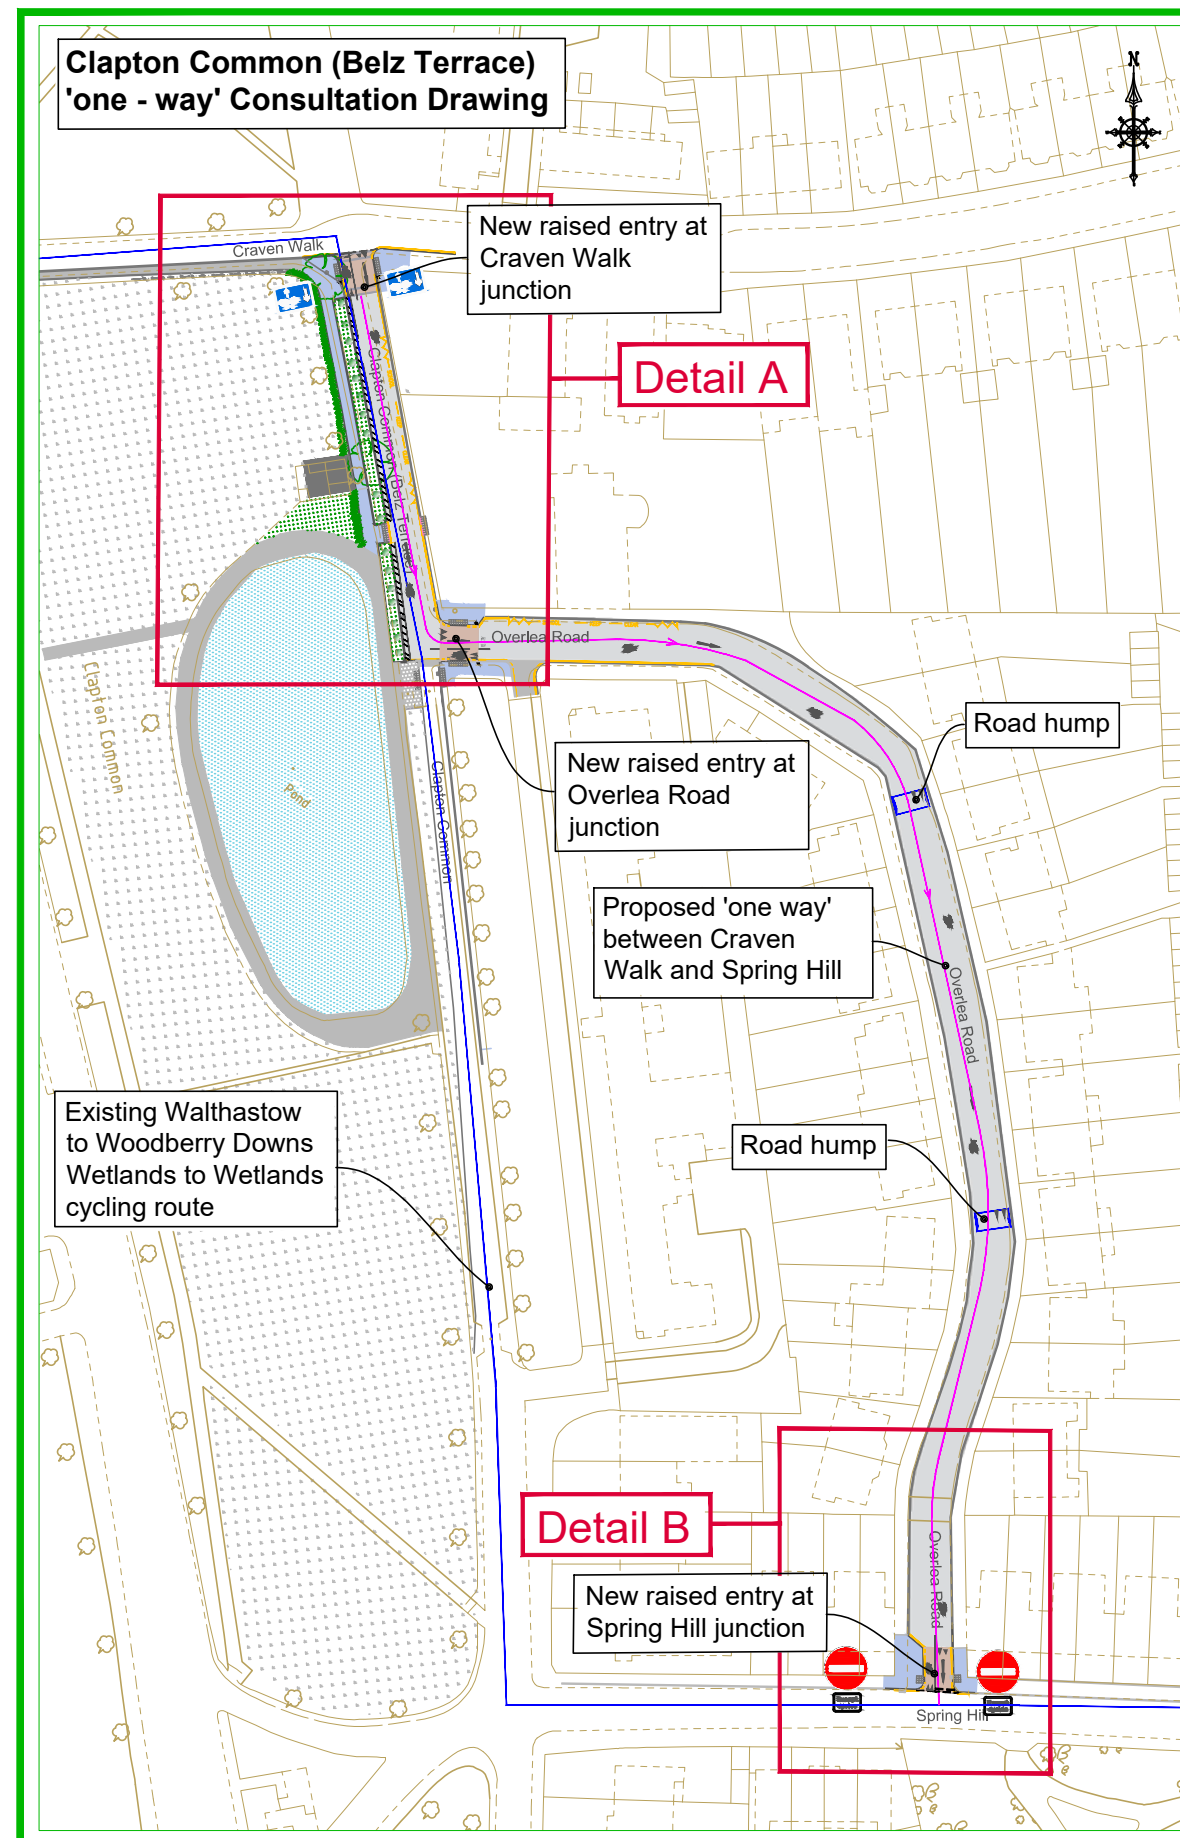 Clapton Common (Belz Terrace)
'one - way' Consultation Drawing
N
New raised entry at
Craven Walk
junction
Craven Walk
Detail A
Clapton Common (Belz Terrace)
Overlea Road
Clapton Common
Pond
Clapton Common
Road hump
New raised entry at
Overlea Road
junction
Proposed 'one way'
between Craven
Walk and Spring Hill
Overlea Road
Existing Walthastow
to Woodberry Downs
Wetlands to Wetlands
cycling route
Road hump
Detail B
Overlea Road
New raised entry at
Spring Hill junction
Spring Hill